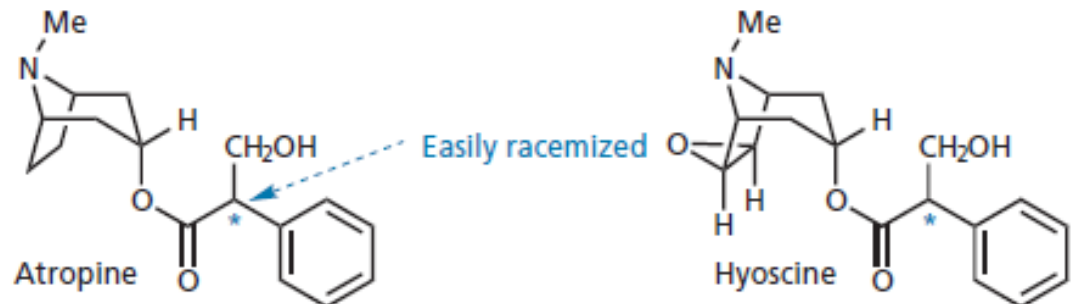 Me
N
H
CH2OH
O
*
O
Atropine
Easily racemized
Me
N
H
O
CH2OH
H
H
O
*
O
Hyoscine